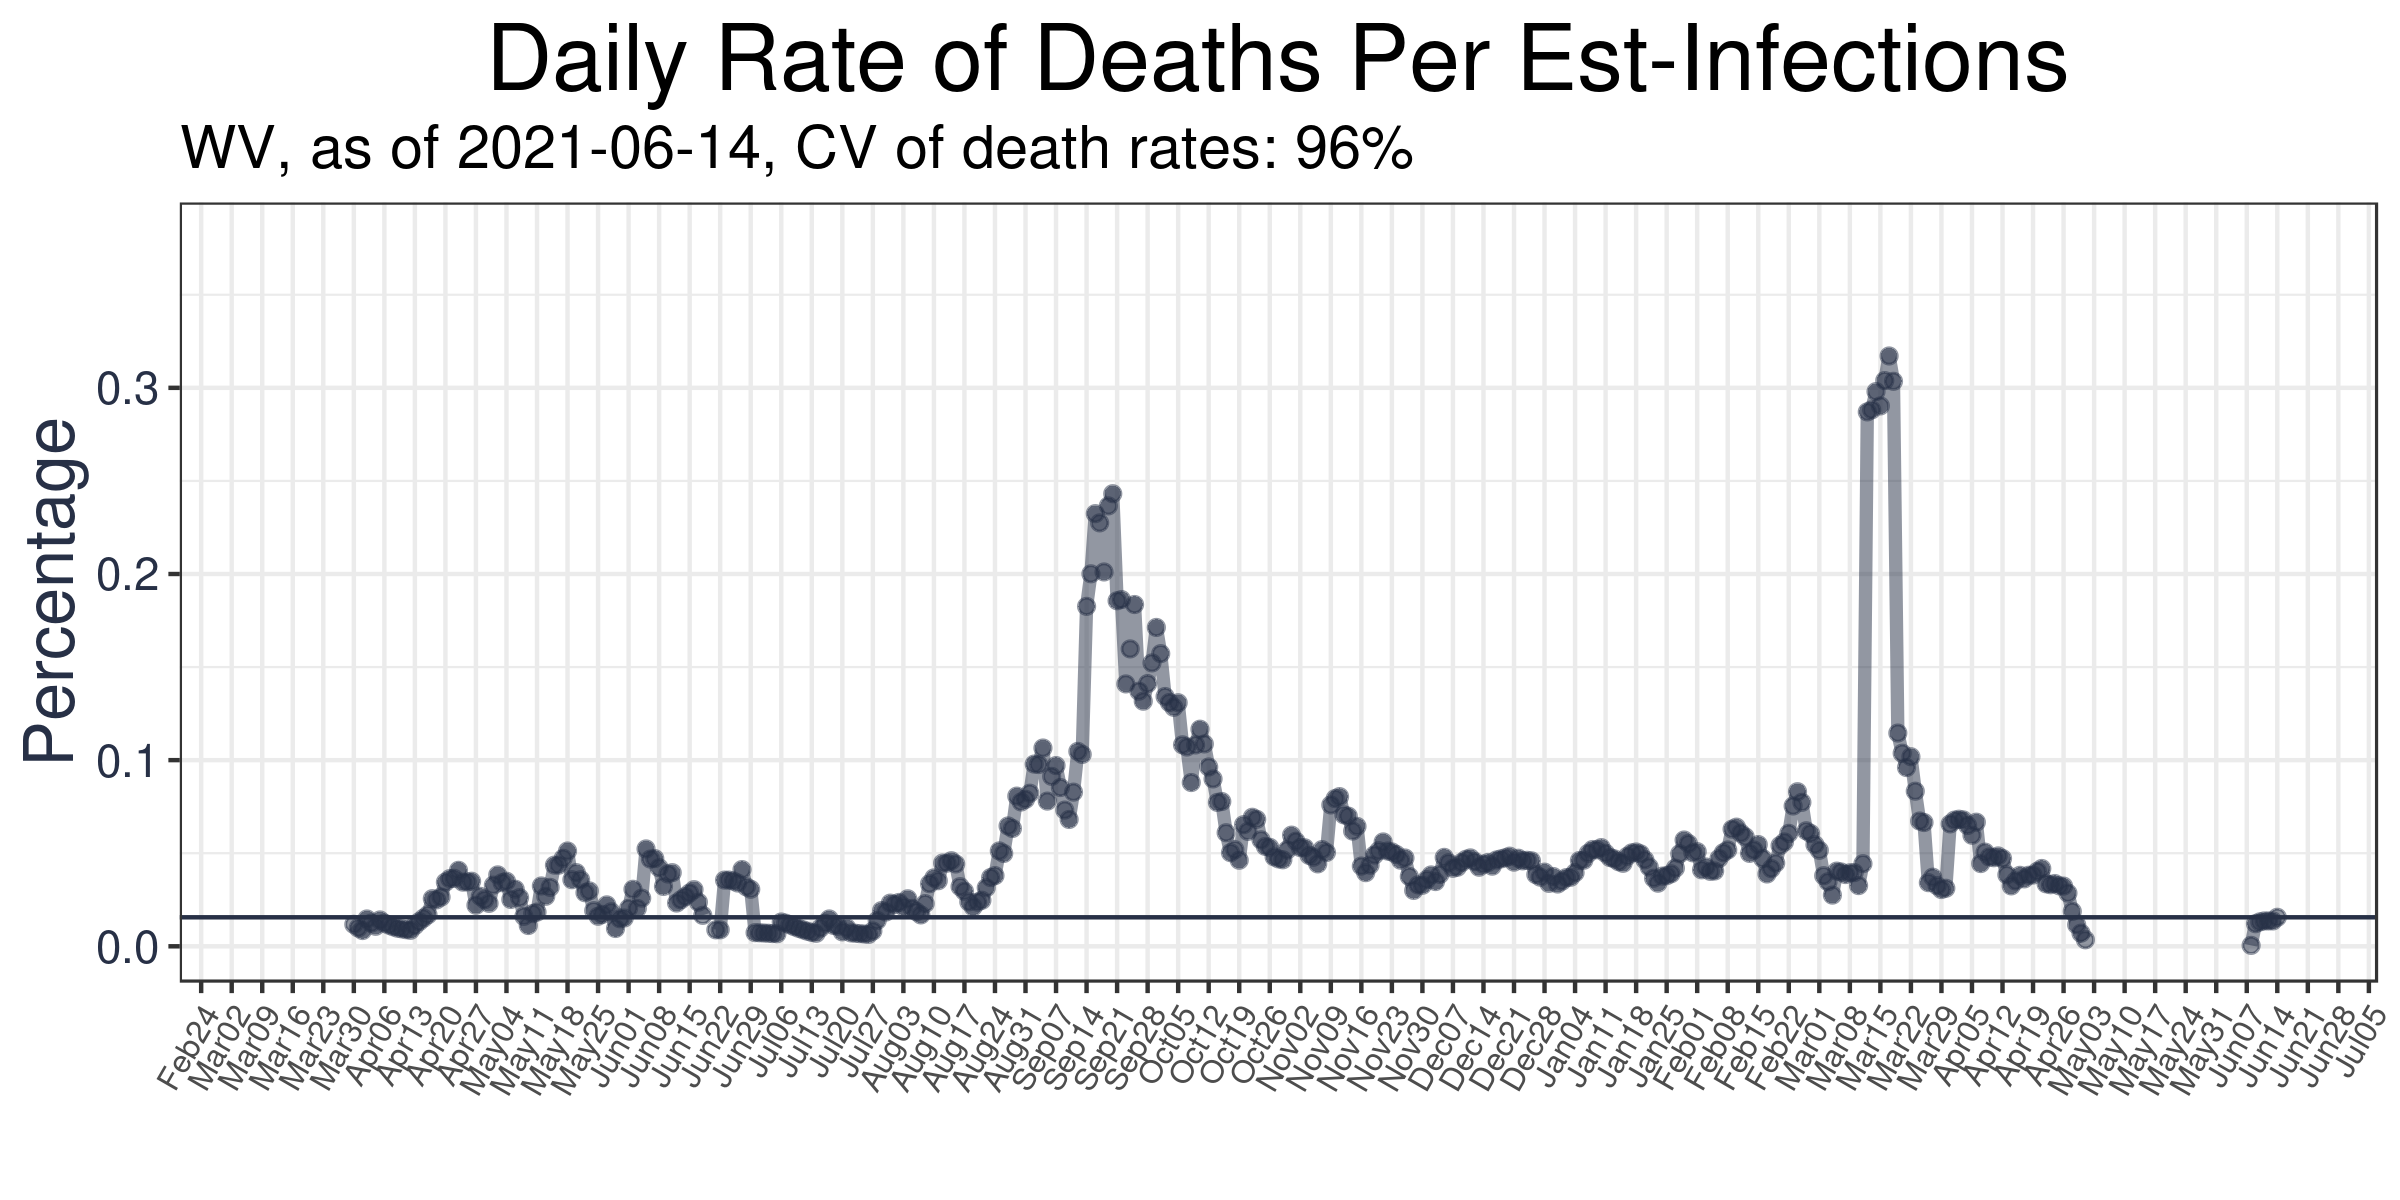 Daily Rate of Deaths Per Est-Infections
WV, as of 2021-06-14, CV of death rates: 96%
Percentage
0.3
0.2
0.1
0.0
Feb24
Mar02
Mar09
Mar16
Mar23
Mar30
Apr06
Apr13
Apr20
Apr27
May04
May11
May18
May25
Jun01
Jun08
Jun15
Jun22
Jun29
Jul06
Jul13
Jul20
Jul27
Aug03
Aug10
Aug17
Aug24
Aug31
Sep07
Sep14
Sep21
Sep28
Oct05
Oct12
Oct19
Oct26
Nov02
Nov09
Nov16
Nov23
Nov30
Dec07
Dec14
Dec21
Dec28
Jan04
Jan11
Jan18
Jan25
Feb01
Feb08
Feb15
Feb22
Mar01
Mar08
Mar15
Mar22
Mar29
Apr05
Apr12
Apr19
Apr26
May03
May10
May17
May24
May31
Jun07
Jun14
Jun21
Jun28
Jul05